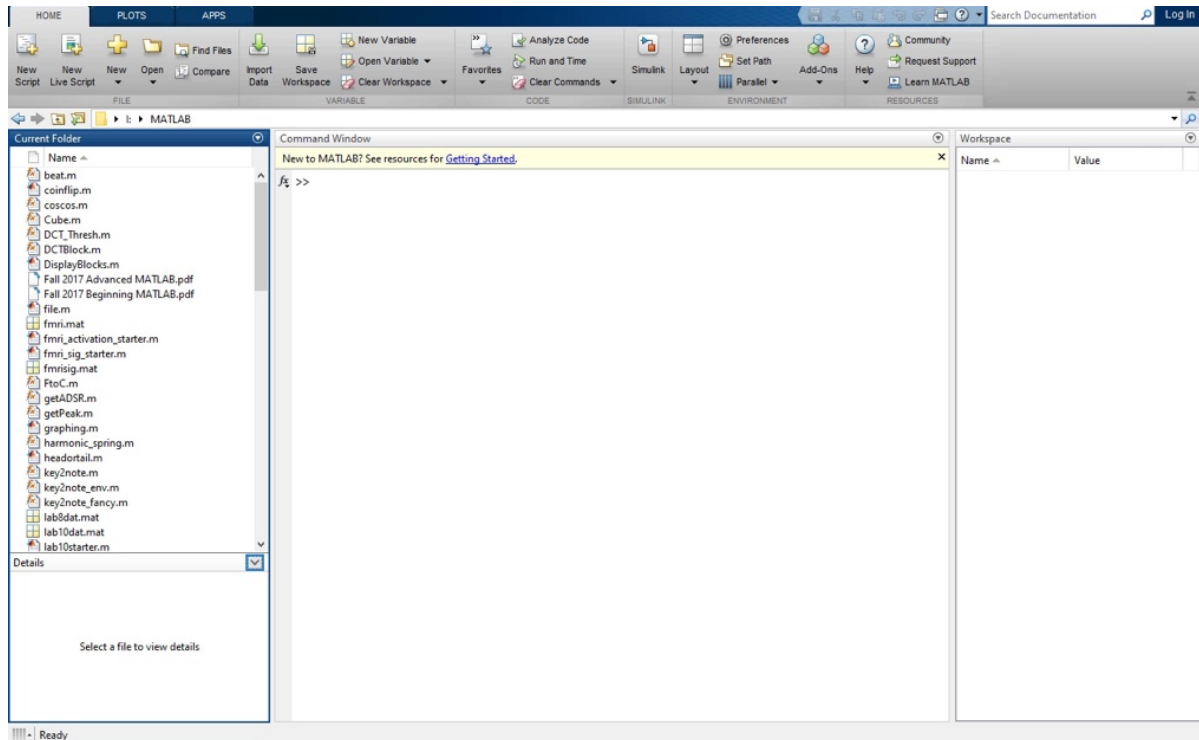 HOME PLOTS APPS
Search Documentation Log In
New Script
New Live Script
New
Open
Find Files
Compare
Import Data
Save Workspace
New Variable
Open Variable
Clear Workspace
Favorites
Analyze Code
Run and Time
Clear Commands
Simulink
Layout
Preferences
Set Path
Parallel
Add-Ons
Help
Community
Request Support
Learn MATLAB
FILE VARIABLE CODE SIMULINK ENVIRONMENT RESOURCES
I: MATLAB
Current Folder
Name
beat.m
coinflip.m
coscos.m
Cube.m
DCT_Thresh.m
DCTBlock.m
DisplayBlocks.m
Fall 2017 Advanced MATLAB.pdf
Fall 2017 Beginning MATLAB.pdf
file.m
fmri.mat
fmri_activation_starter.m
fmri_sig_starter.m
fmrisig.mat
FtoC.m
getADSR.m
getPeak.m
graphing.m
harmonic_spring.m
headortail.m
key2note.m
key2note_env.m
key2note_fancy.m
lab8dat.mat
lab10dat.mat
lab10starter.m
Details
Select a file to view details
Command Window
New to MATLAB? See resources for Getting Started.
fx >>
Workspace
Name Value
Ready